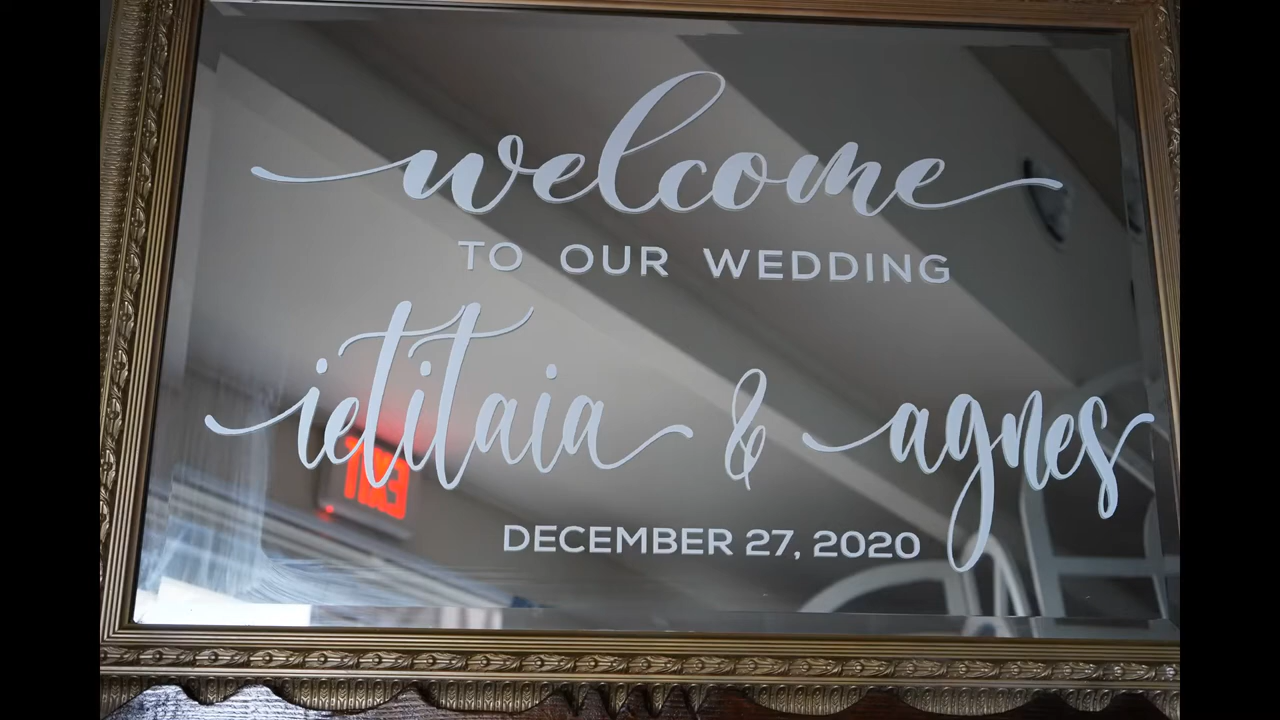 welcome
TO OUR WEDDING
ietitaia & agnes
DECEMBER 27, 2020